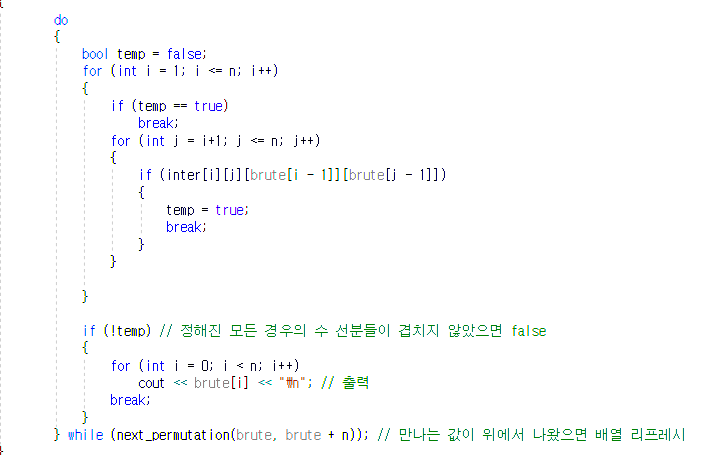 do
{
bool temp = false;
for (int i = 1; i <= n; i++)
{
if (temp == true)
break;
for (int j = i+1; j <= n; j++)
{
if (inter[i][j][brute[i - 1]][brute[j - 1]])
{
temp = true;
break;
}
}
}
if (!temp) // 정해진 모든 경우의 수 선분들이 겹치지 않았으면 false
{
for (int i = 0; i < n; i++)
cout << brute[i] << "₩n"; // 출력
break;
}
} while (next_permutation(brute, brute + n)); // 만나는 값이 위에서 나왔으면 배열 리프레시